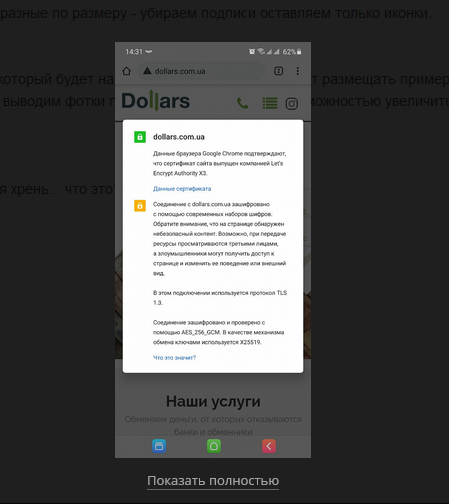 разные по размеру - убираем подписи оставляем только иконки.
14:31
62%
dollars.com.ua
2
Dollars
который будет на
т размещать пример
выводим фотки
можностью увеличить
dollars.com.ua
Данные браузера Google Chrome подтверждают,
что сертификат сайта выпущен компанией Let's
Encrypt Authority X3.
Данные сертификата
я хрень... что это
Соединение с dollars.com.ua зашифровано
с помощью современных наборов шифров.
Обратите внимание, что на странице обнаружен
небезопасный контент. Возможно, при передаче
ресурсы просматриваются третьими лицами,
а злоумышленники могут получить доступ к
странице и изменить ее поведение или внешний
вид.
В этом подключении используется протокол TLS
1.3.
Соединение зашифровано и проверено с
помощью AES_256_GCM. В качестве механизма
обмена ключами используется X25519.
Что это значит?
Наши услуги
Обменяем деньги, от которых отказываются
банки и обменники
Показать полностью